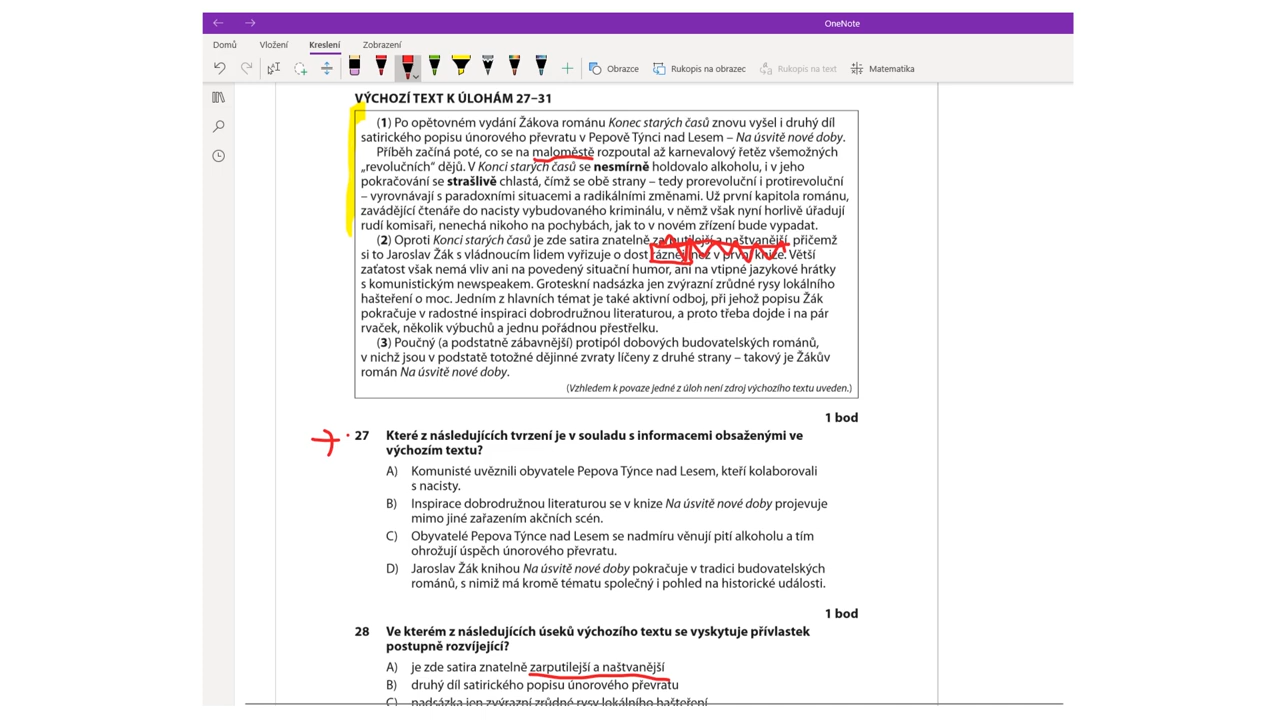 OneNote
Domů Vložení Kreslení Zobrazení
Obrazce Rukopis na obrazec Rukopis na text Matematika
VÝCHOZÍ TEXT K ÚLOHÁM 27–31
(1) Po opětovném vydání Žákova románu Konec starých časů znovu vyšel i druhý díl
satirického popisu únorového převratu v Pepově Týnci nad Lesem – Na úsvitě nové doby.
Příběh začíná poté, co se na maloměstě rozpoutal až karnevalový řetěz všemožných
„revolučních“ dějů. V Konci starých časů se nesmírně holdovalo alkoholu, i v jeho
pokračování se strašlivě chlastá, čímž se obě strany – tedy prorevoluční i protirevoluční
– vyrovnávají s paradoxními situacemi a radikálními změnami. Už první kapitola románu,
zavádějící čtenáře do nacisty vybudovaného kriminálu, v němž však nyní horlivě úřadují
rudí komisaři, nenechá nikoho na pochybách, jak to v novém zřízení bude vypadat.
(2) Oproti Konci starých časů je zde satira znatelně zarputilejší a naštvanější, přičemž
si to Jaroslav Žák s vládnoucím lidem vyřizuje o dost než v první knize. Větší
zaťatost však nemá vliv ani na povedený situační humor, ani na vtipné jazykové hrátky
s komunistickým newspeakem. Groteskní nadsázka jen zvýrazní zrůdné rysy lokálního
hašteření o moc. Jedním z hlavních témat je také aktivní odboj, při jehož popisu Žák
pokračuje v radostné inspiraci dobrodružnou literaturou, a proto třeba dojde i na pár
rvaček, několik výbuchů a jednu pořádnou přestřelku.
(3) Poučný (a podstatně zábavnější) protipól dobových budovatelských románů,
v nichž jsou v podstatě totožné dějinné zvraty líčeny z druhé strany – takový je Žákův
román Na úsvitě nové doby.
(Vzhledem k povaze jedné z úloh není zdroj výchozího textu uveden.)
1 bod
27 Které z následujících tvrzení je v souladu s informacemi obsaženými ve
výchozím textu?
A) Komunisté uvěznili obyvatele Pepova Týnce nad Lesem, kteří kolaborovali
s nacisty.
B) Inspirace dobrodružnou literaturou se v knize Na úsvitě nové doby projevuje
mimo jiné zařazením akčních scén.
C) Obyvatelé Pepova Týnce nad Lesem se nadmíru věnují pití alkoholu a tím
ohrožují úspěch únorového převratu.
D) Jaroslav Žák knihou Na úsvitě nové doby pokračuje v tradici budovatelských
románů, s nimiž má kromě tématu společný i pohled na historické události.
1 bod
28 Ve kterém z následujících úseků výchozího textu se vyskytuje přívlastek
postupně rozvíjející?
A) je zde satira znatelně zarputilejší a naštvanější
B) druhý díl satirického popisu únorového převratu
C) nadsázka jen zvýrazní zrůdné rysy lokálního hašteření